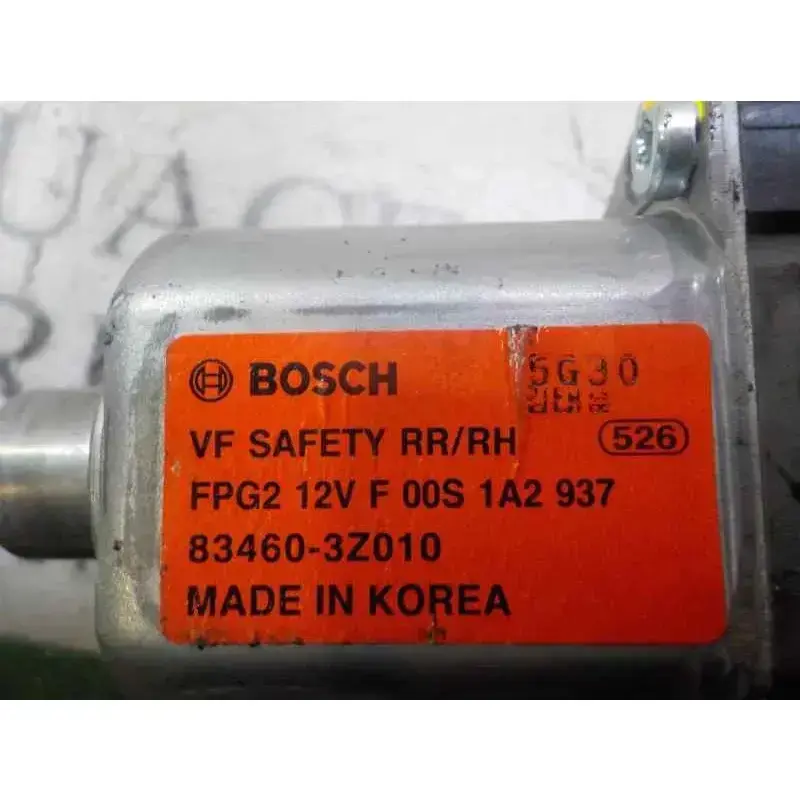 BOSCH 5G30
VF SAFETY RR/RH 526
FPG2 12V F 00S 1A2 937
83460-3Z010
MADE IN KOREA